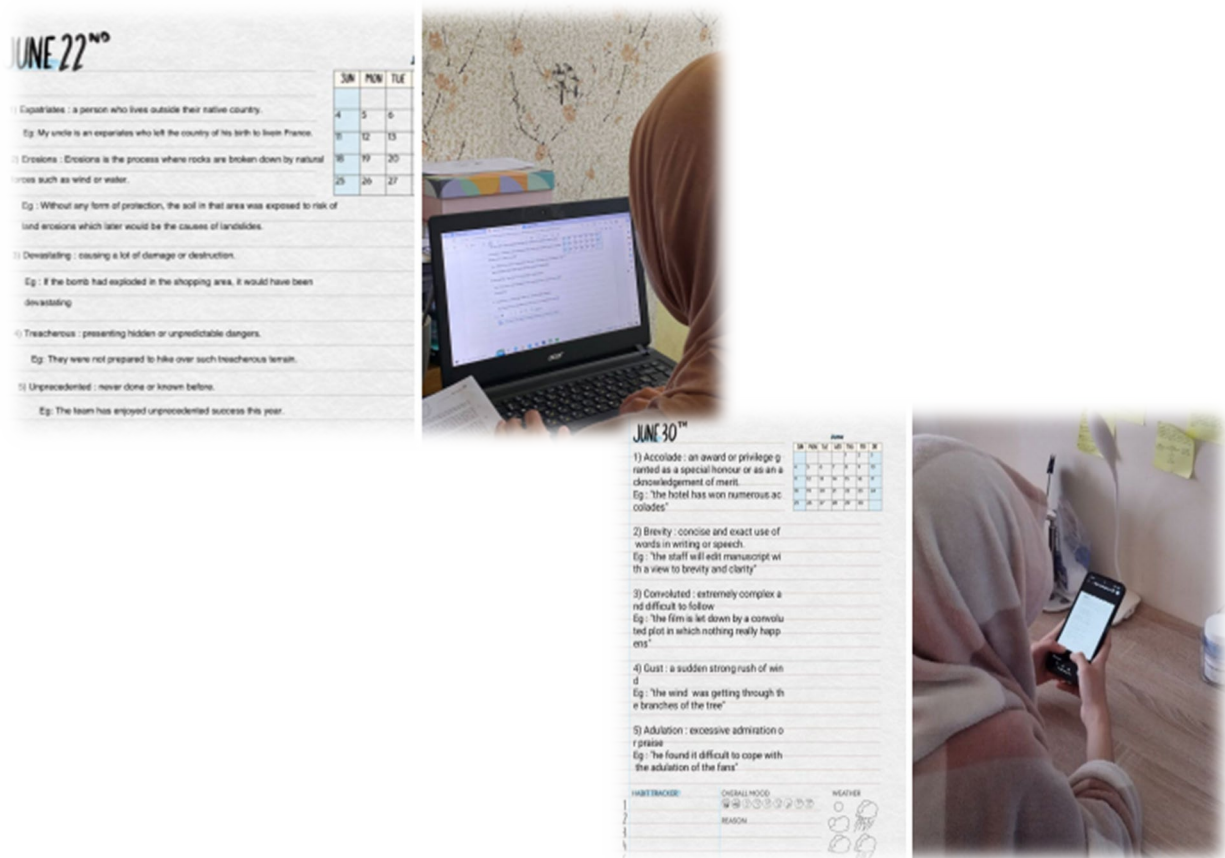 JUNE 22ND
SUN MON TUE
4 5 6
11 12 13
18 19 20
25 26 27
Expatriates : a person who lives outside their native country.
Eg: My uncle is an expariates who left the country of his birth to livein France.
Erosions : Erosions is the process where rocks are broken down by natural
such as wind or water.
Eg : Without any form of protection, the soil in that area was exposed to risk of
land erosions which later would be the causes of landslides.
Devastating : causing a lot of damage or destruction.
Eg : If the bomb had exploded in the shopping area, it would have been
devastating
4) Treacherous : presenting hidden or unpredictable dangers.
Eg: They were not prepared to hike over such treacherous terrain.
5) Unprecedented : never done or known before.
Eg: The team has enjoyed unprecedented success this year.
acer
JUNE 30TH
June
1) Accolade : an award or privilege g
ranted as a special honour or as an a
cknowledgement of merit.
Eg : "the hotel has won numerous ac
colades"
2) Brevity : concise and exact use of
words in writing or speech.
Eg : "the staff will edit manuscript wi
th a view to brevity and clarity"
3) Convoluted : extremely complex a
nd difficult to follow
Eg : "the film is let down by a convolu
ted plot in which nothing really happ
ens"
4) Gust : a sudden strong rush of win
d
Eg : "the wind was getting through th
e branches of the tree"
5) Adulation : excessive admiration o
r praise
Eg : "he found it difficult to cope with
the adulation of the fans"
HABIT TRACKER
OVERALL MOOD
WEATHER
REASON